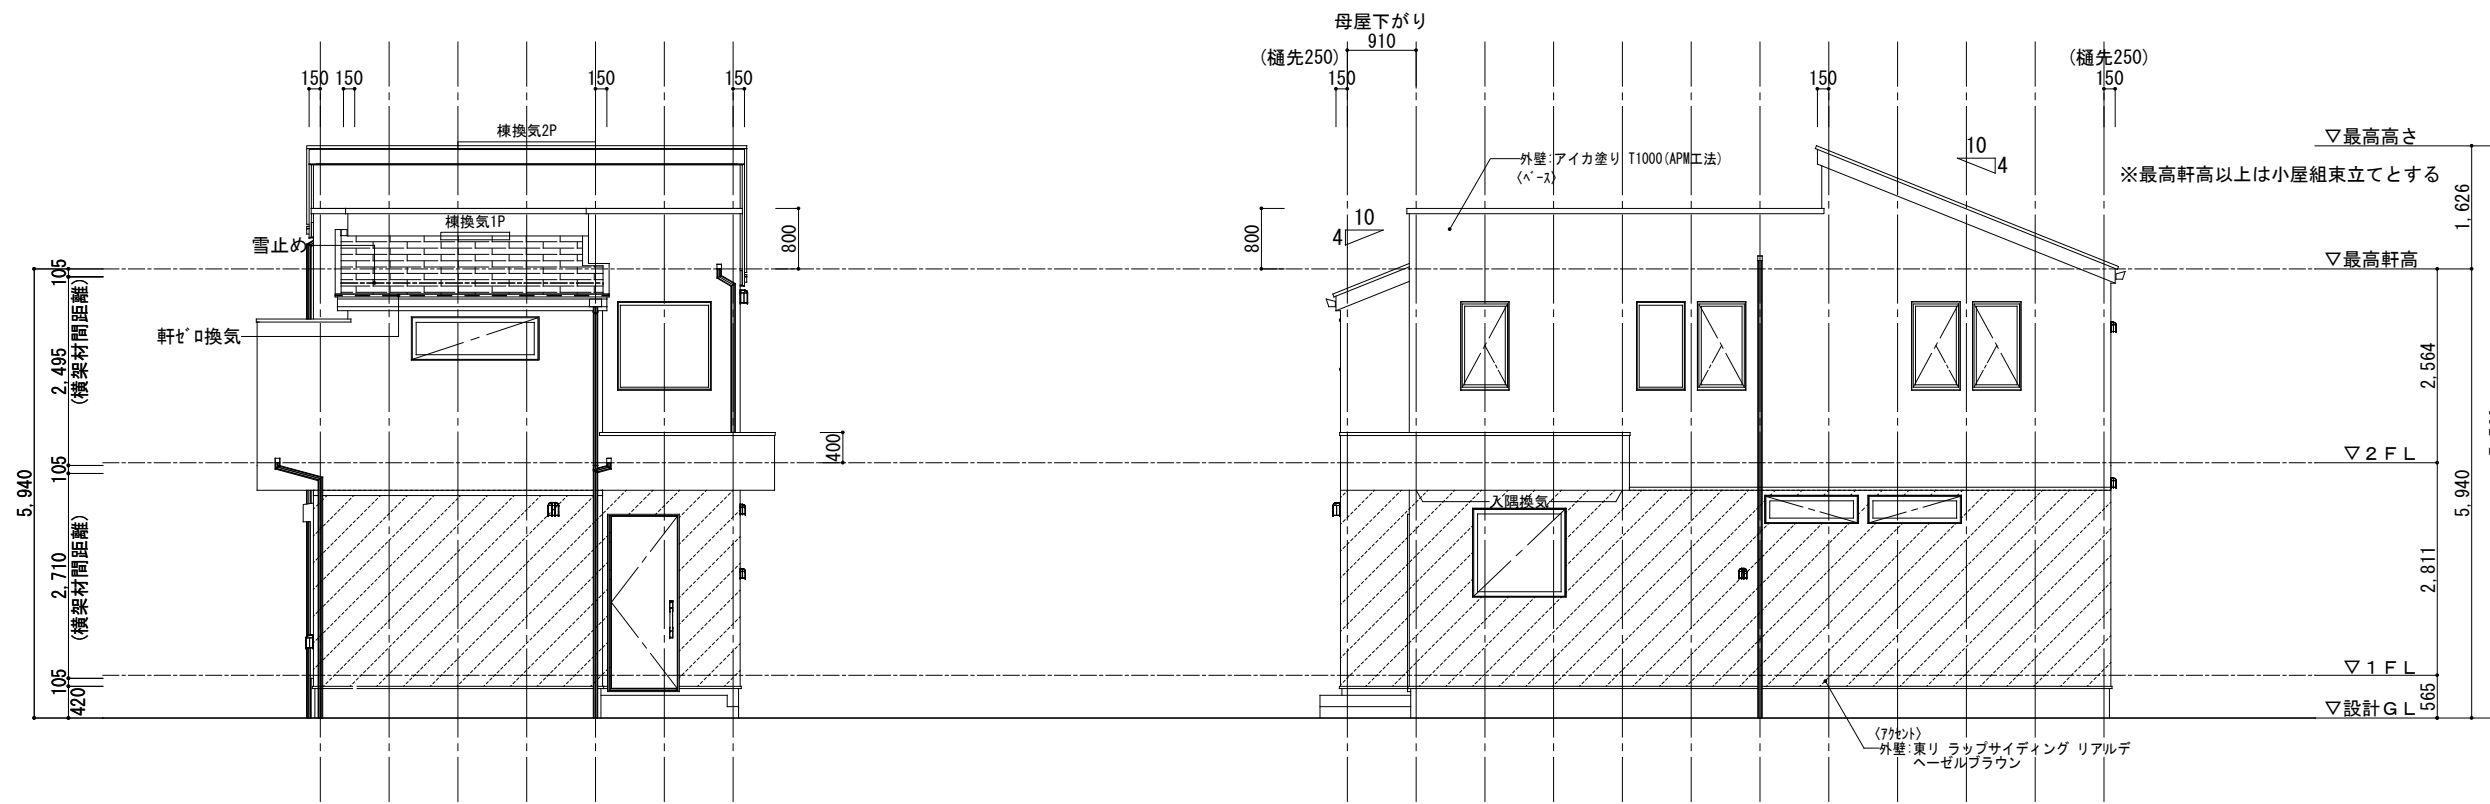 母屋下がり
910
(樋先250)
(樋先250)
150
150
150
150
150
150
150
棟換気2P
▽最高高さ
10
4
外壁:アイカ塗り T1000(APM工法)
〈ベース〉
※最高軒高以上は小屋組束立てとする
1,626
棟換気1P
雪止め
800
800
10
4
105
▽最高軒高
軒ゼロ換気
2,495
(横架材間距離)
2,564
400
105
▽2FL
5,940
入隅換気
5,940
2,710
(横架材間距離)
2,811
105
▽1FL
420
565
▽設計GL
〈アクセント〉
外壁:東リ ラップサイディング リアルデ
ヘーゼルブラウン